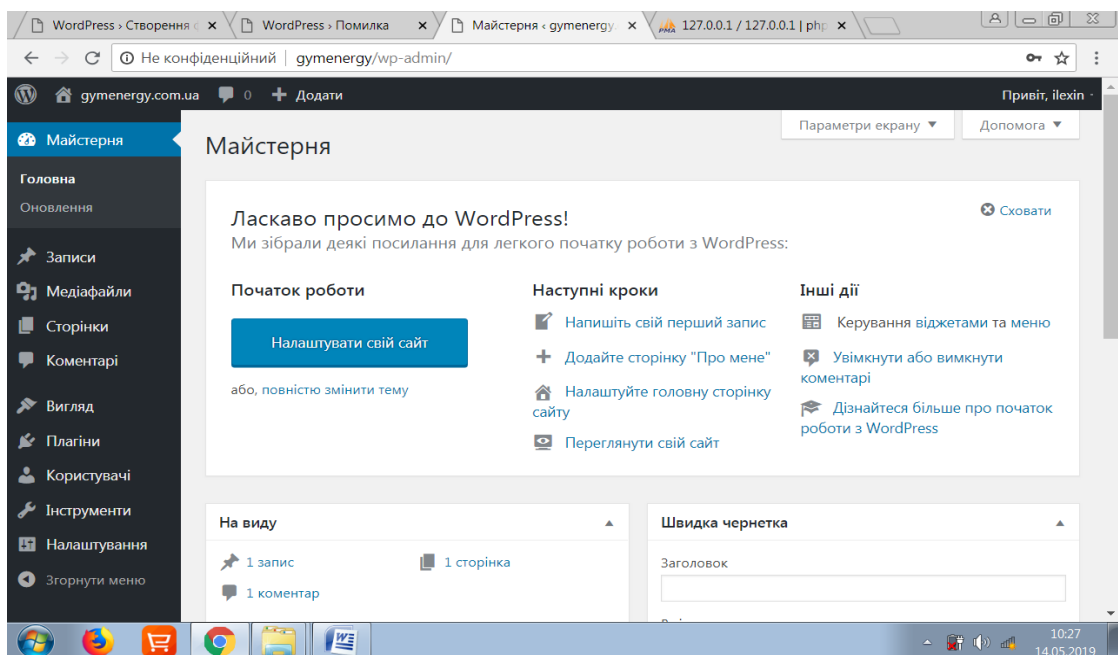 WordPress › Створення с
WordPress › Помилка
Майстерня ‹ gymenergy.
127.0.0.1 / 127.0.0.1 | php
Не конфіденційний | gymenergy/wp-admin/
gymenergy.com.ua 0 + Додати
Привіт, ilexin
Майстерня
Головна
Оновлення
Записи
Медіафайли
Сторінки
Коментарі
Вигляд
Плагіни
Користувачі
Інструменти
Налаштування
Згорнути меню
Параметри екрану ▼
Допомога ▼
Майстерня
Ласкаво просимо до WordPress!
Сховати
Ми зібрали деякі посилання для легкого початку роботи з WordPress:
Початок роботи
Налаштувати свій сайт
або, повністю змінити тему
Наступні кроки
Напишіть свій перший запис
Додайте сторінку "Про мене"
Налаштуйте головну сторінку
сайту
Переглянути свій сайт
Інші дії
Керування віджетами та меню
Увімкнути або вимкнути
коментарі
Дізнайтеся більше про початок
роботи з WordPress
На виду
1 запис
1 сторінка
1 коментар
Швидка чернетка
Заголовок
10:27
14.05.2019